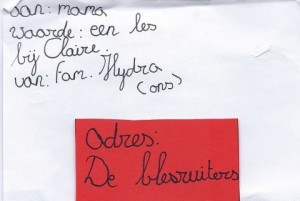 aan: mama
waarde: een les
bij Claire.
van: Fam. Hydra
(ons)
adres:
De blesruiters